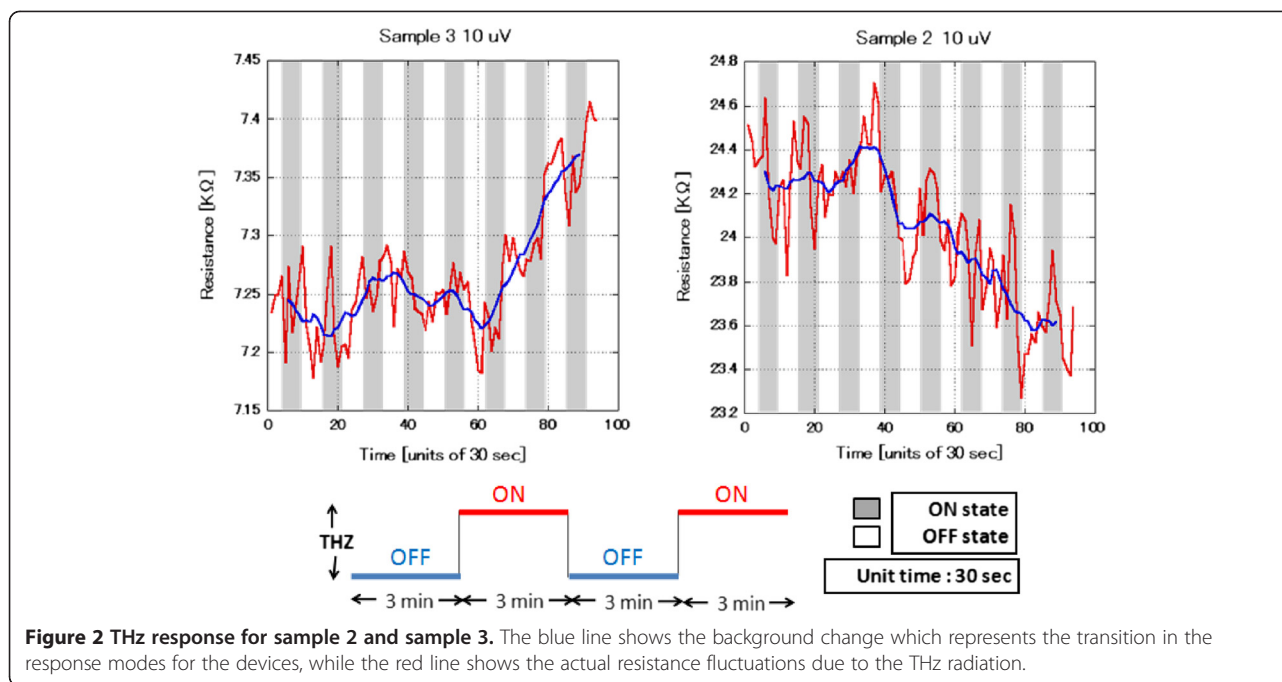 Sample 3 10 uV
7.45
7.4
7.35
7.3
7.25
7.2
7.15
Resistance [KΩ]
0 20 40 60 80 100
Time [units of 30 sec]
Sample 2 10 uV
24.8
24.6
24.4
24.2
24
23.8
23.6
23.4
23.2
Resistance [KΩ]
0 20 40 60 80 100
Time [units of 30 sec]
ON ON
THZ
OFF OFF
3 min 3 min 3 min 3 min
ON state
OFF state
Unit time : 30 sec
Figure 2 THz response for sample 2 and sample 3. The blue line shows the background change which represents the transition in the
response modes for the devices, while the red line shows the actual resistance fluctuations due to the THz radiation.